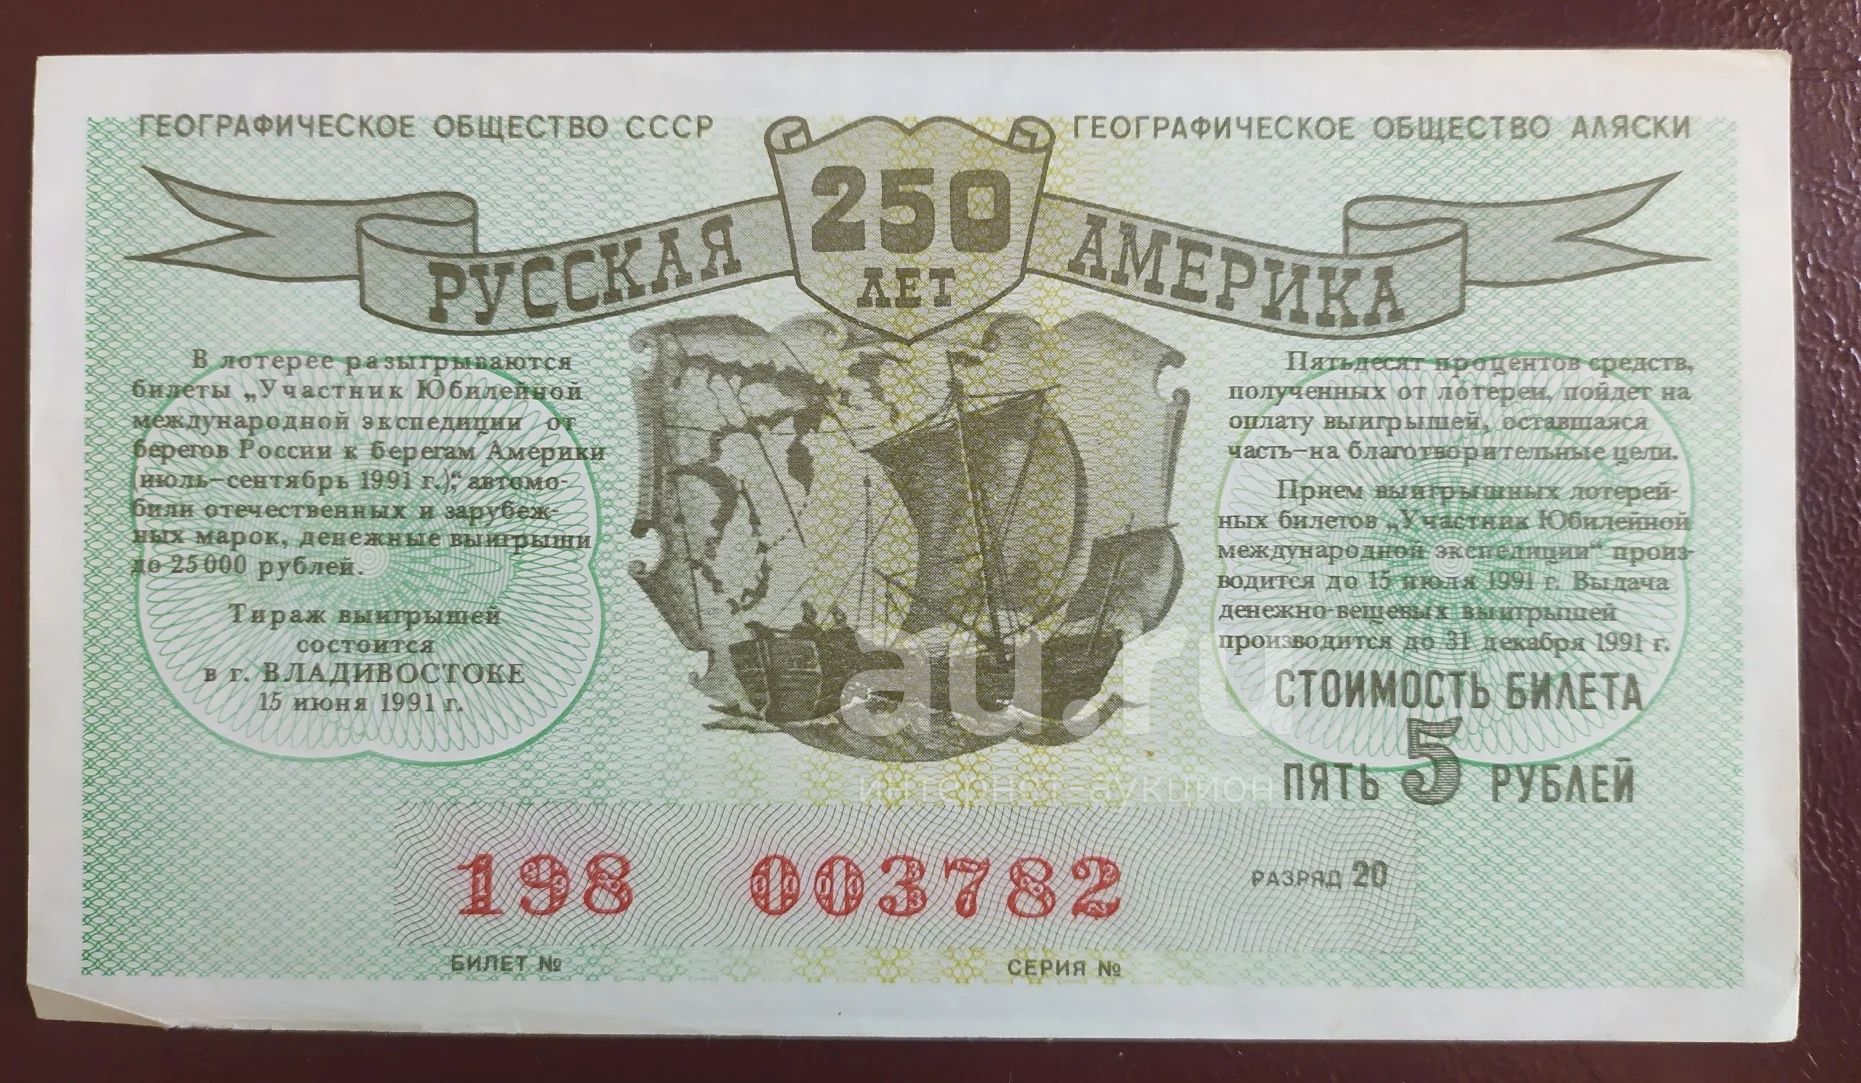 ГЕОГРАФИЧЕСКОЕ ОБЩЕСТВО СССР
ГЕОГРАФИЧЕСКОЕ ОБЩЕСТВО АЛЯСКИ
250
ЛЕТ
РУССКАЯ
АМЕРИКА
В лотерее разыгрываются
билеты „Участник Юбилейной
международной экспедиции от
берегов России к берегам Америки
(июль–сентябрь 1991 г.)“, автомо-
били отечественных и зарубеж-
ных марок, денежные выигрыши
до 25 000 рублей.
Тираж выигрышей
состоится
в г. ВЛАДИВОСТОКЕ
15 июня 1991 г.
Пятьдесят процентов средств,
полученных от лотереи, пойдет на
оплату выигрышей, оставшаяся
часть–на благотворительные цели.
Прием выигрышных лотерей-
ных билетов „Участник Юбилейной
международной экспедиции“ произ-
водится до 15 июля 1991 г. Выдача
денежно-вещевых выигрышей
производится до 31 декабря 1991 г.
СТОИМОСТЬ БИЛЕТА
ПЯТЬ 5 РУБЛЕЙ
198 003782
РАЗРЯД 20
БИЛЕТ №
СЕРИЯ №
au.ru
интернет-аукцион